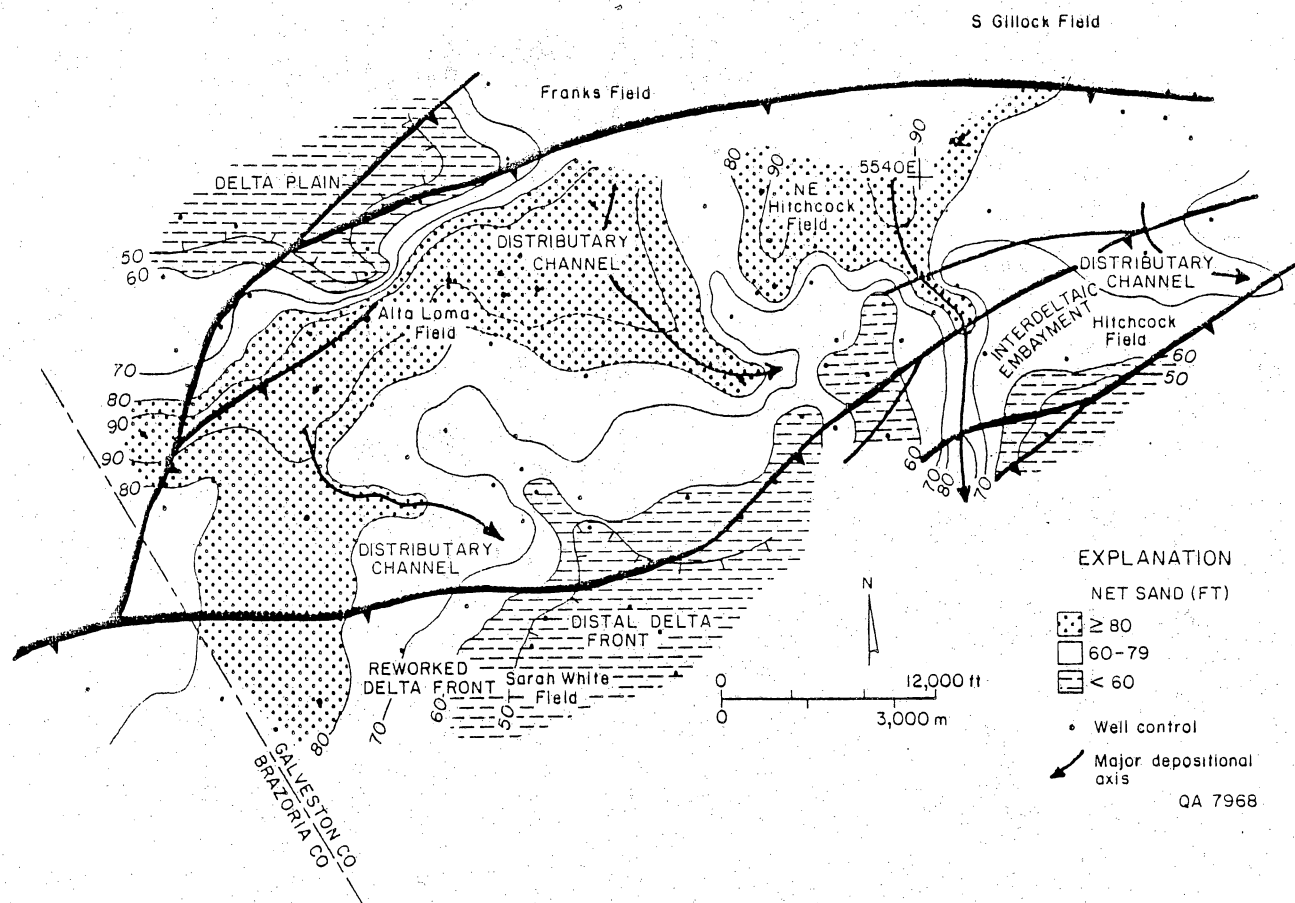 S Gillock Field
Franks Field
DELTA PLAIN
80
90
90
5540E
NE
Hitchcock
Field
DISTRIBUTARY
CHANNEL
50
60
DISTRIBUTARY
CHANNEL
INTERDELTAIC
EMBAYMENT
Hitchcock
Field
60
50
Alta Loma
Field
70
80
90
90
80
60
70
80
70
DISTRIBUTARY
CHANNEL
DISTAL DELTA
FRONT
REWORKED
DELTA FRONT
Sarah White
Field
60
50
70
80
GALVESTON CO
BRAZORIA CO
N
0 12,000 ft
0 3,000 m
EXPLANATION
NET SAND (FT)
≥ 80
60-79
< 60
Well control
Major depositional
axis
QA 7968